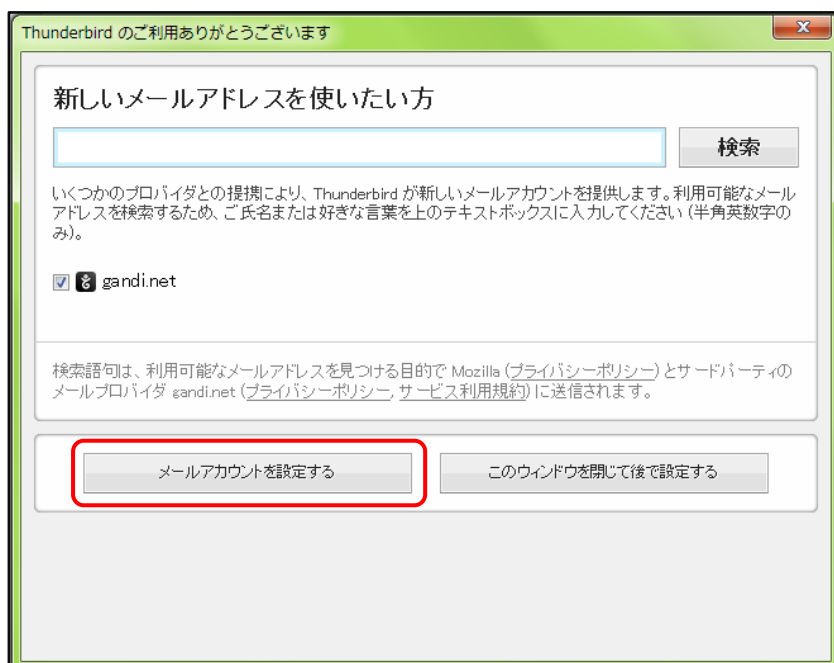 Thunderbird のご利用ありがとうございます
新しいメールアドレスを使いたい方
検索
いくつかのプロバイダとの提携により、Thunderbird が新しいメールアカウントを提供します。利用可能なメール
アドレスを検索するため、ご氏名または好きな言葉を上のテキストボックスに入力してください (半角英数字の
み)。
gandi.net
検索語句は、利用可能なメールアドレスを見つける目的で Mozilla (プライバシーポリシー) とサードパーティの
メールプロバイダ gandi.net (プライバシーポリシー, サービス利用規約) に送信されます。
メールアカウントを設定する
このウィンドウを閉じて後で設定する